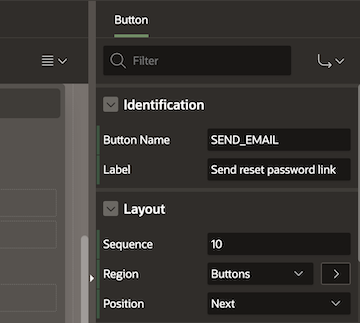 Button
Filter
Identification
Button Name SEND_EMAIL
Label Send reset password link
Layout
Sequence 10
Region Buttons
Position Next